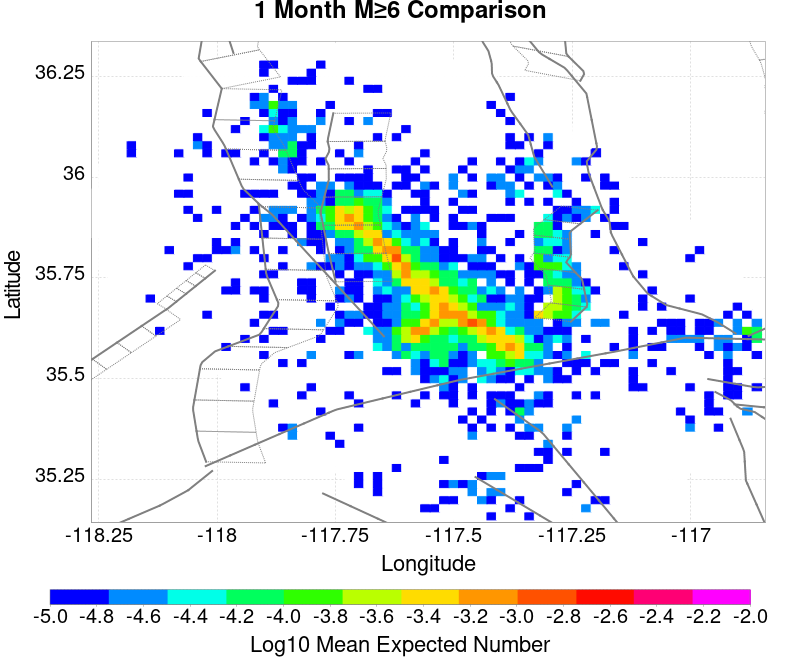 1 Month M≥6 Comparison
36.25
36
35.75
35.5
35.25
Latitude
-118.25 -118 -117.75 -117.5 -117.25 -117
Longitude
-5.0 -4.8 -4.6 -4.4 -4.2 -4.0 -3.8 -3.6 -3.4 -3.2 -3.0 -2.8 -2.6 -2.4 -2.2 -2.0
Log10 Mean Expected Number